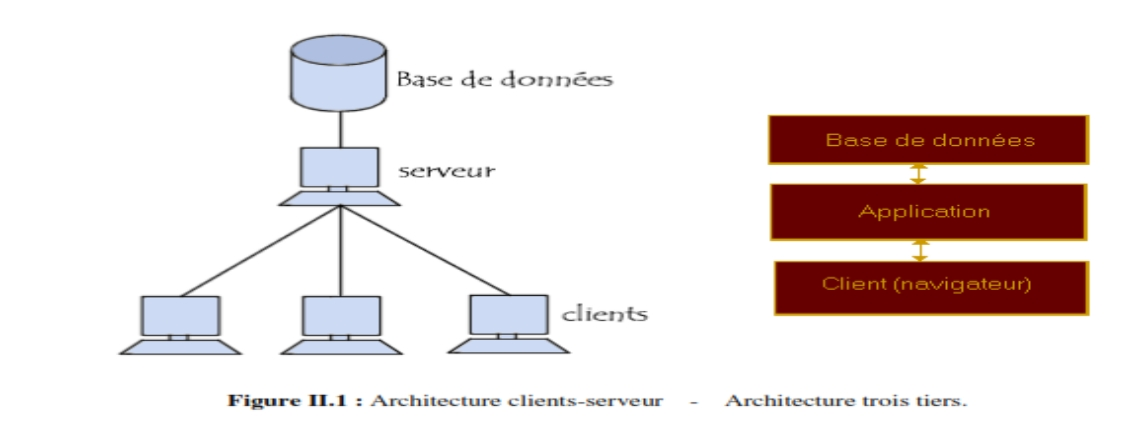 Base de données
serveur
clients
Base de données
Application
Client (navigateur)
Figure II.1 : Architecture clients-serveur - Architecture trois tiers.